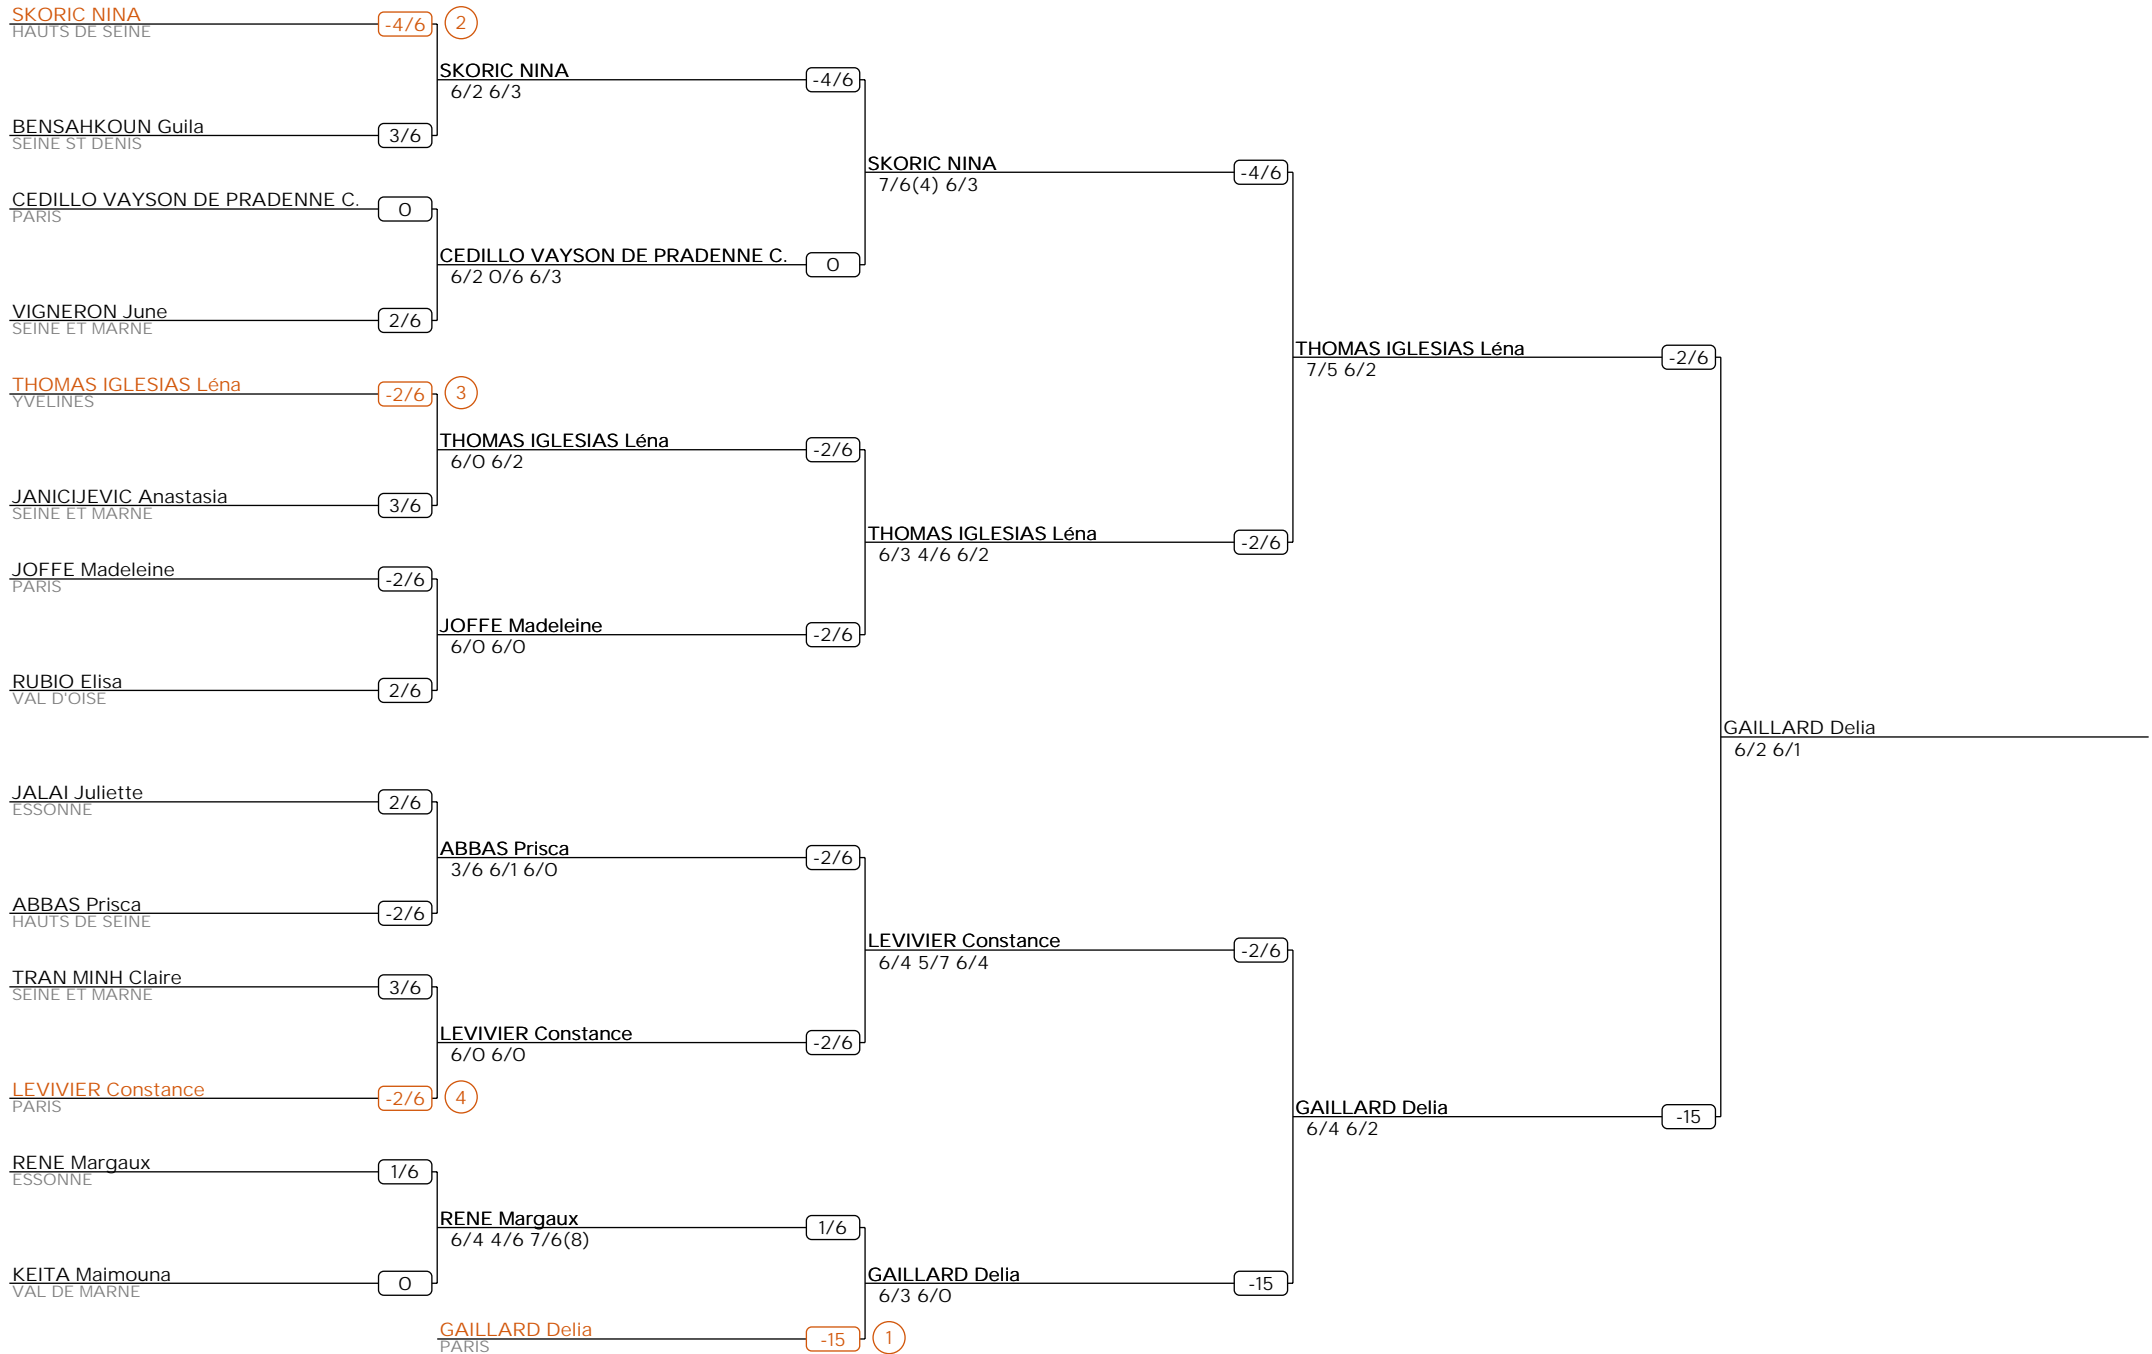 SKORIC NINA
HAUTS DE SEINE
-4/6
2
SKORIC NINA
6/2 6/3
-4/6
BENSAHKOUN Guila
SEINE ST DENIS
3/6
SKORIC NINA
7/6(4) 6/3
-4/6
CEDILLO VAYSON DE PRADENNE C.
PARIS
0
CEDILLO VAYSON DE PRADENNE C.
6/2 0/6 6/3
0
VIGNERON June
SEINE ET MARNE
2/6
THOMAS IGLESIAS Léna
7/5 6/2
-2/6
THOMAS IGLESIAS Léna
YVELINES
-2/6
3
THOMAS IGLESIAS Léna
6/0 6/2
-2/6
JANICIJEVIC Anastasia
SEINE ET MARNE
3/6
THOMAS IGLESIAS Léna
6/3 4/6 6/2
-2/6
JOFFE Madeleine
PARIS
-2/6
JOFFE Madeleine
6/0 6/0
-2/6
RUBIO Elisa
VAL D'OISE
2/6
GAILLARD Delia
6/2 6/1
JALAI Juliette
ESSONNE
2/6
ABBAS Prisca
3/6 6/1 6/0
-2/6
ABBAS Prisca
HAUTS DE SEINE
-2/6
LEVIVIER Constance
6/4 5/7 6/4
-2/6
TRAN MINH Claire
SEINE ET MARNE
3/6
LEVIVIER Constance
6/0 6/0
-2/6
LEVIVIER Constance
PARIS
-2/6
4
GAILLARD Delia
6/4 6/2
-15
RENE Margaux
ESSONNE
1/6
RENE Margaux
6/4 4/6 7/6(8)
1/6
KEITA Maimouna
VAL DE MARNE
0
GAILLARD Delia
6/3 6/0
-15
GAILLARD Delia
PARIS
-15
1